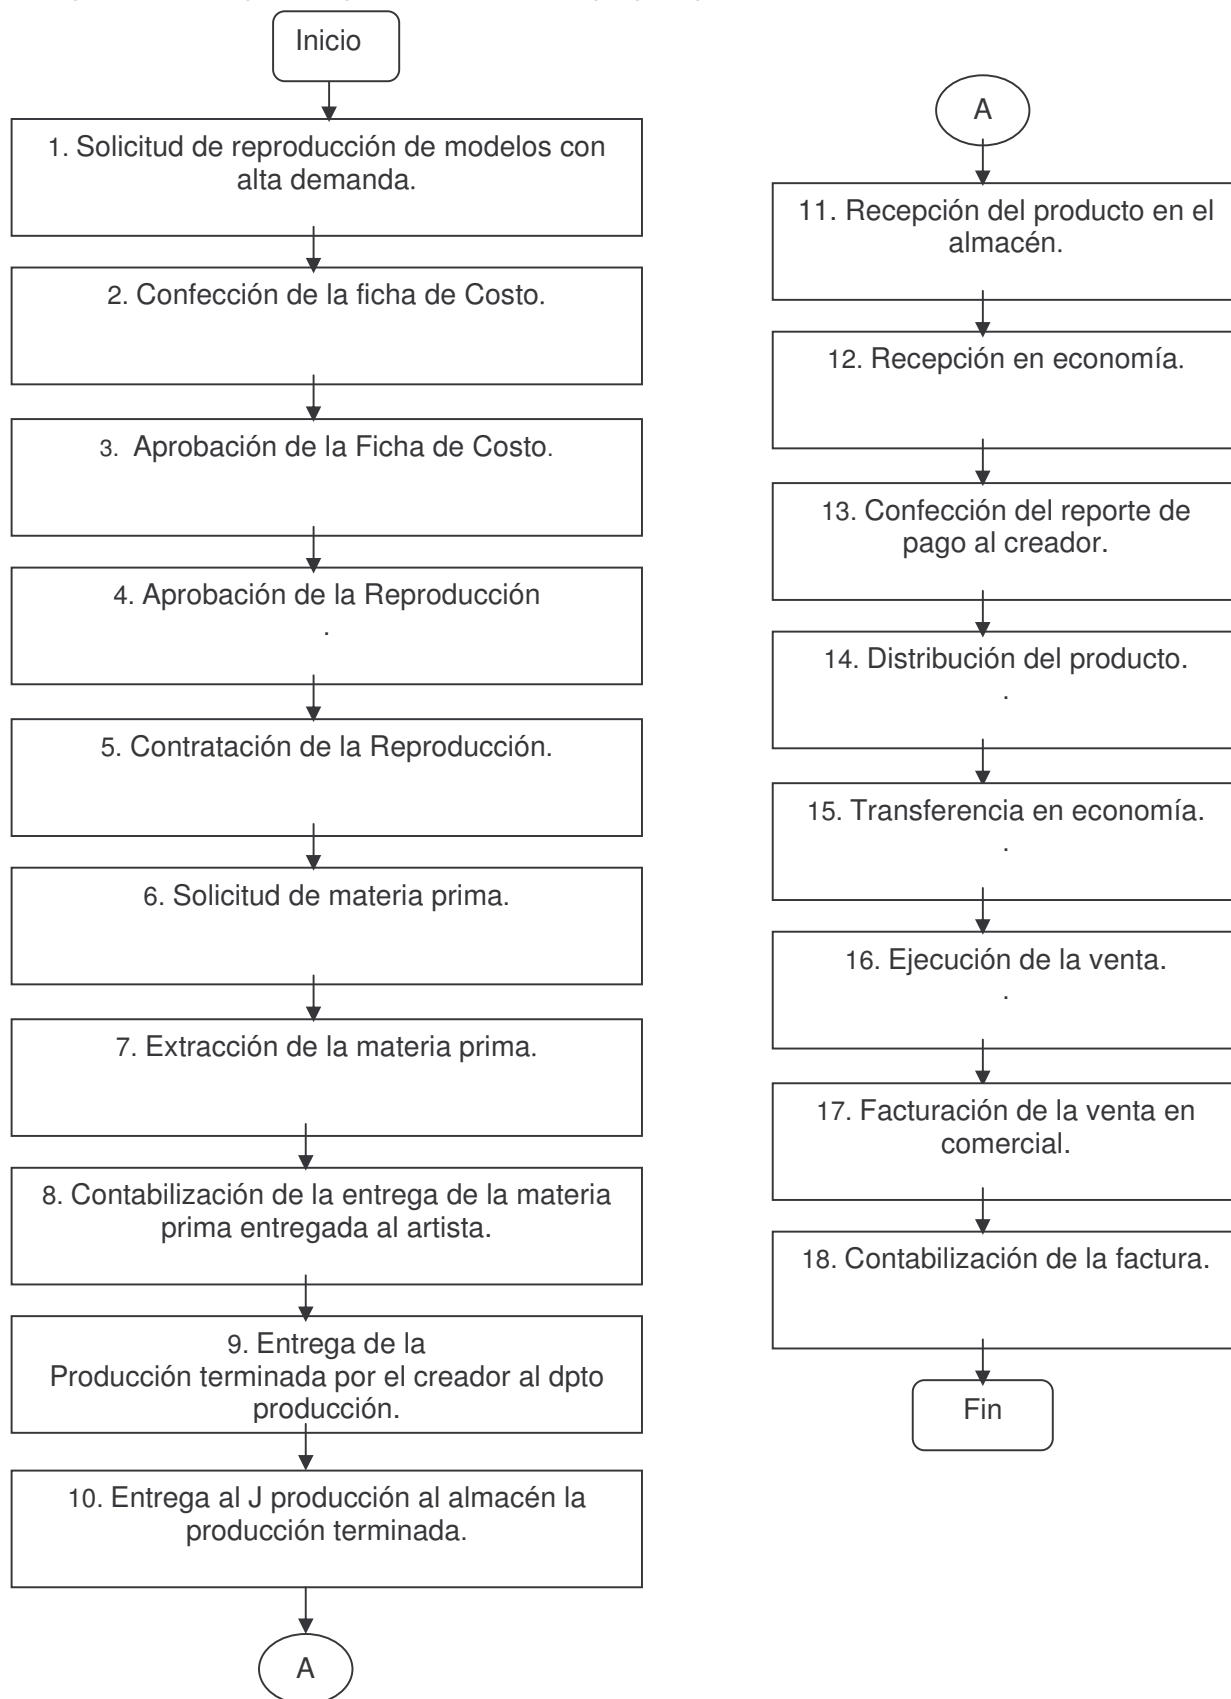 Inicio
1. Solicitud de reproducción de modelos con
alta demanda.
2. Confección de la ficha de Costo.
3. Aprobación de la Ficha de Costo.
4. Aprobación de la Reproducción
.
5. Contratación de la Reproducción.
6. Solicitud de materia prima.
7. Extracción de la materia prima.
8. Contabilización de la entrega de la materia
prima entregada al artista.
9. Entrega de la
Producción terminada por el creador al dpto
producción.
10. Entrega al J producción al almacén la
producción terminada.
A
A
11. Recepción del producto en el
almacén.
12. Recepción en economía.
13. Confección del reporte de
pago al creador.
14. Distribución del producto.
.
15. Transferencia en economía.
.
16. Ejecución de la venta.
.
17. Facturación de la venta en
comercial.
18. Contabilización de la factura.
Fin